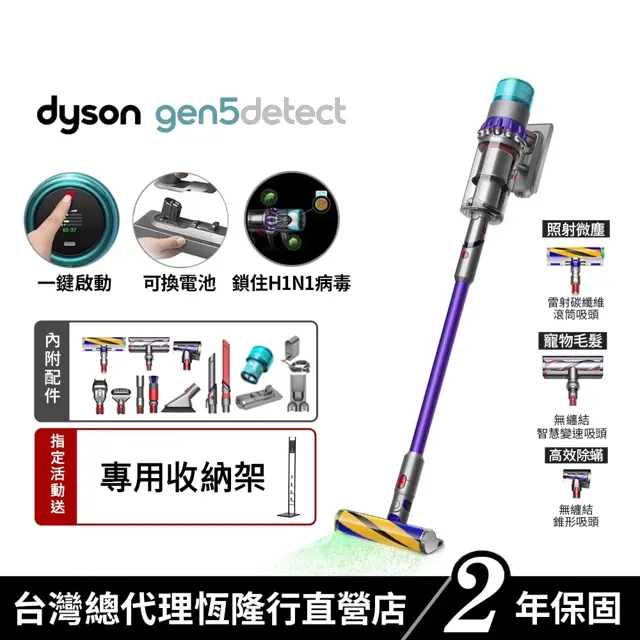 dyson gen5detect
65:37
一鍵啟動
可換電池
鎖住H1N1病毒
照射微塵
雷射碳纖維
滾筒吸頭
寵物毛髮
無纏結
智慧變速吸頭
高效除蟎
無纏結
錐形吸頭
內附配件
指定活動送
專用收納架
台灣總代理恆隆行直營店
2年保固